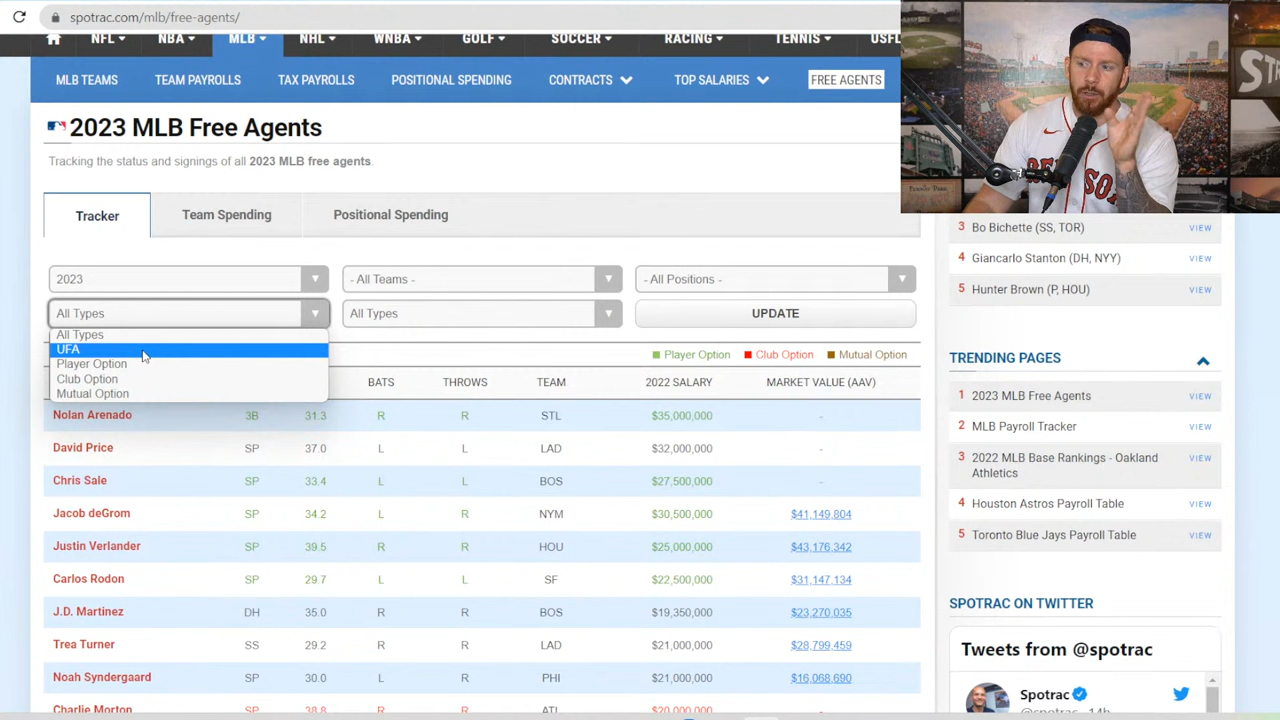 spotrac.com/mlb/free-agents/
NFL NBA MLB NHL WNBA GOLF SOCCER RACING TENNIS USFL
MLB TEAMS TEAM PAYROLLS TAX PAYROLLS POSITIONAL SPENDING CONTRACTS TOP SALARIES FREE AGENTS
2023 MLB Free Agents
Tracking the status and signings of all 2023 MLB free agents.
Tracker Team Spending Positional Spending
2023 - All Teams - - All Positions -
All Types All Types UPDATE
All Types
UFA
Player Option
Club Option
Mutual Option
Player Option Club Option Mutual Option
BATS THROWS TEAM 2022 SALARY MARKET VALUE (AAV)
Nolan Arenado 3B 31.3 R R STL $35,000,000 -
David Price SP 37.0 L L LAD $32,000,000 -
Chris Sale SP 33.4 L L BOS $27,500,000 -
Jacob deGrom SP 34.2 L R NYM $30,500,000 $41,149,804
Justin Verlander SP 39.5 R R HOU $25,000,000 $43,176,342
Carlos Rodon SP 29.7 L L SF $22,500,000 $31,147,134
J.D. Martinez DH 35.0 R R BOS $19,350,000 $23,270,035
Trea Turner SS 29.2 R R LAD $21,000,000 $28,799,459
Noah Syndergaard SP 30.0 L R PHI $21,000,000 $16,068,690
Charlie Morton SP 38.8 R R ATL $20,000,000
3 Bo Bichette (SS, TOR) VIEW
4 Giancarlo Stanton (DH, NYY) VIEW
5 Hunter Brown (P, HOU) VIEW
TRENDING PAGES
1 2023 MLB Free Agents VIEW
2 MLB Payroll Tracker VIEW
3 2022 MLB Base Rankings - Oakland VIEW
Athletics
4 Houston Astros Payroll Table VIEW
5 Toronto Blue Jays Payroll Table VIEW
SPOTRAC ON TWITTER
Tweets from @spotrac
Spotrac
@spotrac · 14h